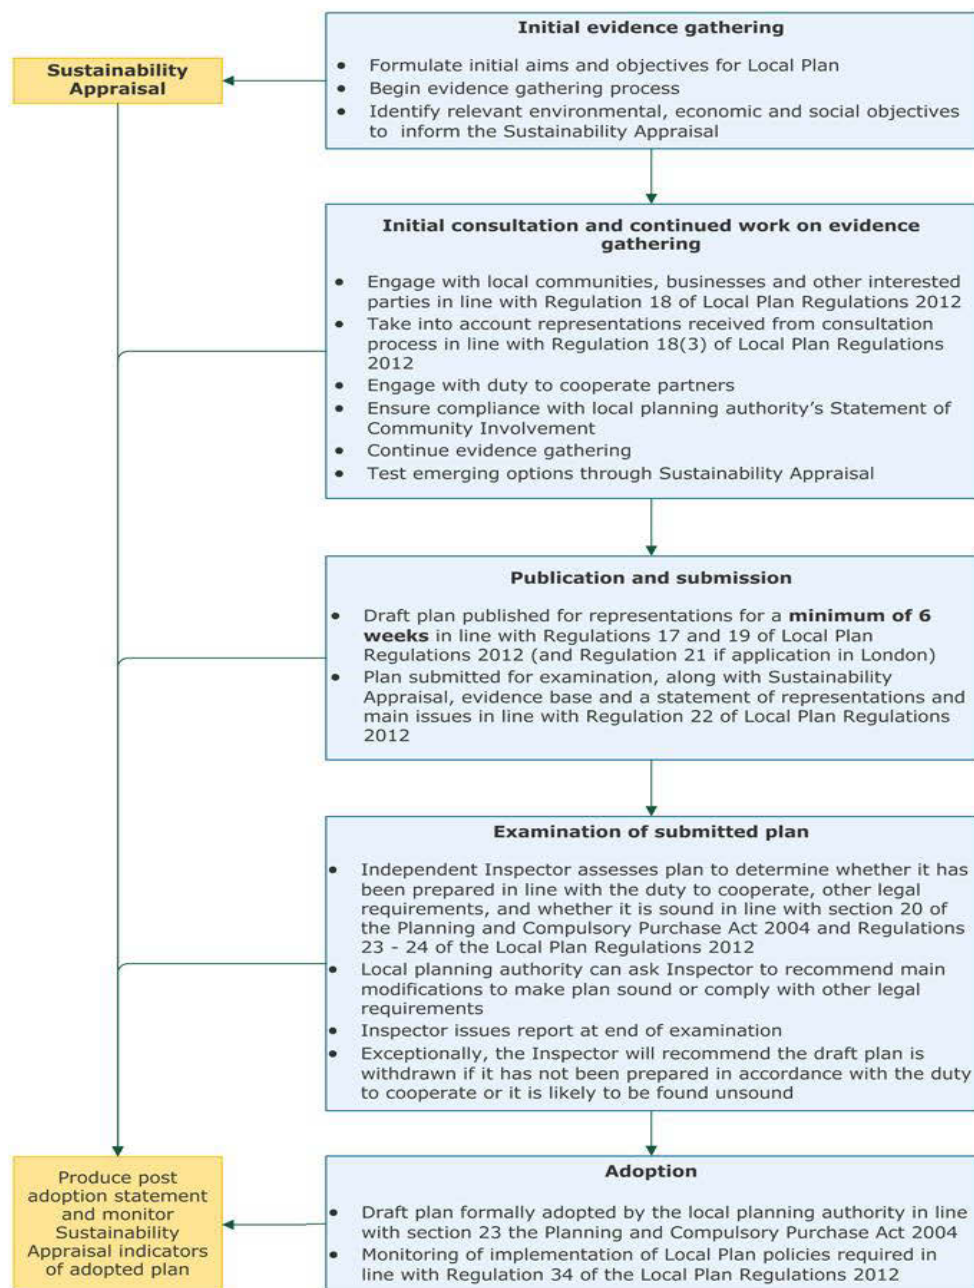 Initial evidence gathering
• Formulate initial aims and objectives for Local Plan
• Begin evidence gathering process
• Identify relevant environmental, economic and social objectives
to inform the Sustainability Appraisal
Sustainability
Appraisal
Initial consultation and continued work on evidence
gathering
• Engage with local communities, businesses and other interested
parties in line with Regulation 18 of Local Plan Regulations 2012
• Take into account representations received from consultation
process in line with Regulation 18(3) of Local Plan Regulations
2012
• Engage with duty to cooperate partners
• Ensure compliance with local planning authority’s Statement of
Community Involvement
• Continue evidence gathering
• Test emerging options through Sustainability Appraisal
Publication and submission
• Draft plan published for representations for a minimum of 6
weeks in line with Regulations 17 and 19 of Local Plan
Regulations 2012 (and Regulation 21 if application in London)
• Plan submitted for examination, along with Sustainability
Appraisal, evidence base and a statement of representations and
main issues in line with Regulation 22 of Local Plan Regulations
2012
Examination of submitted plan
• Independent Inspector assesses plan to determine whether it has
been prepared in line with the duty to cooperate, other legal
requirements, and whether it is sound in line with section 20 of
the Planning and Compulsory Purchase Act 2004 and Regulations
23 - 24 of the Local Plan Regulations 2012
• Local planning authority can ask Inspector to recommend main
modifications to make plan sound or comply with other legal
requirements
• Inspector issues report at end of examination
• Exceptionally, the Inspector will recommend the draft plan is
withdrawn if it has not been prepared in accordance with the duty
to cooperate or it is likely to be found unsound
Adoption
• Draft plan formally adopted by the local planning authority in line
with section 23 the Planning and Compulsory Purchase Act 2004
• Monitoring of implementation of Local Plan policies required in
line with Regulation 34 of the Local Plan Regulations 2012
Produce post
adoption statement
and monitor
Sustainability
Appraisal indicators
of adopted plan